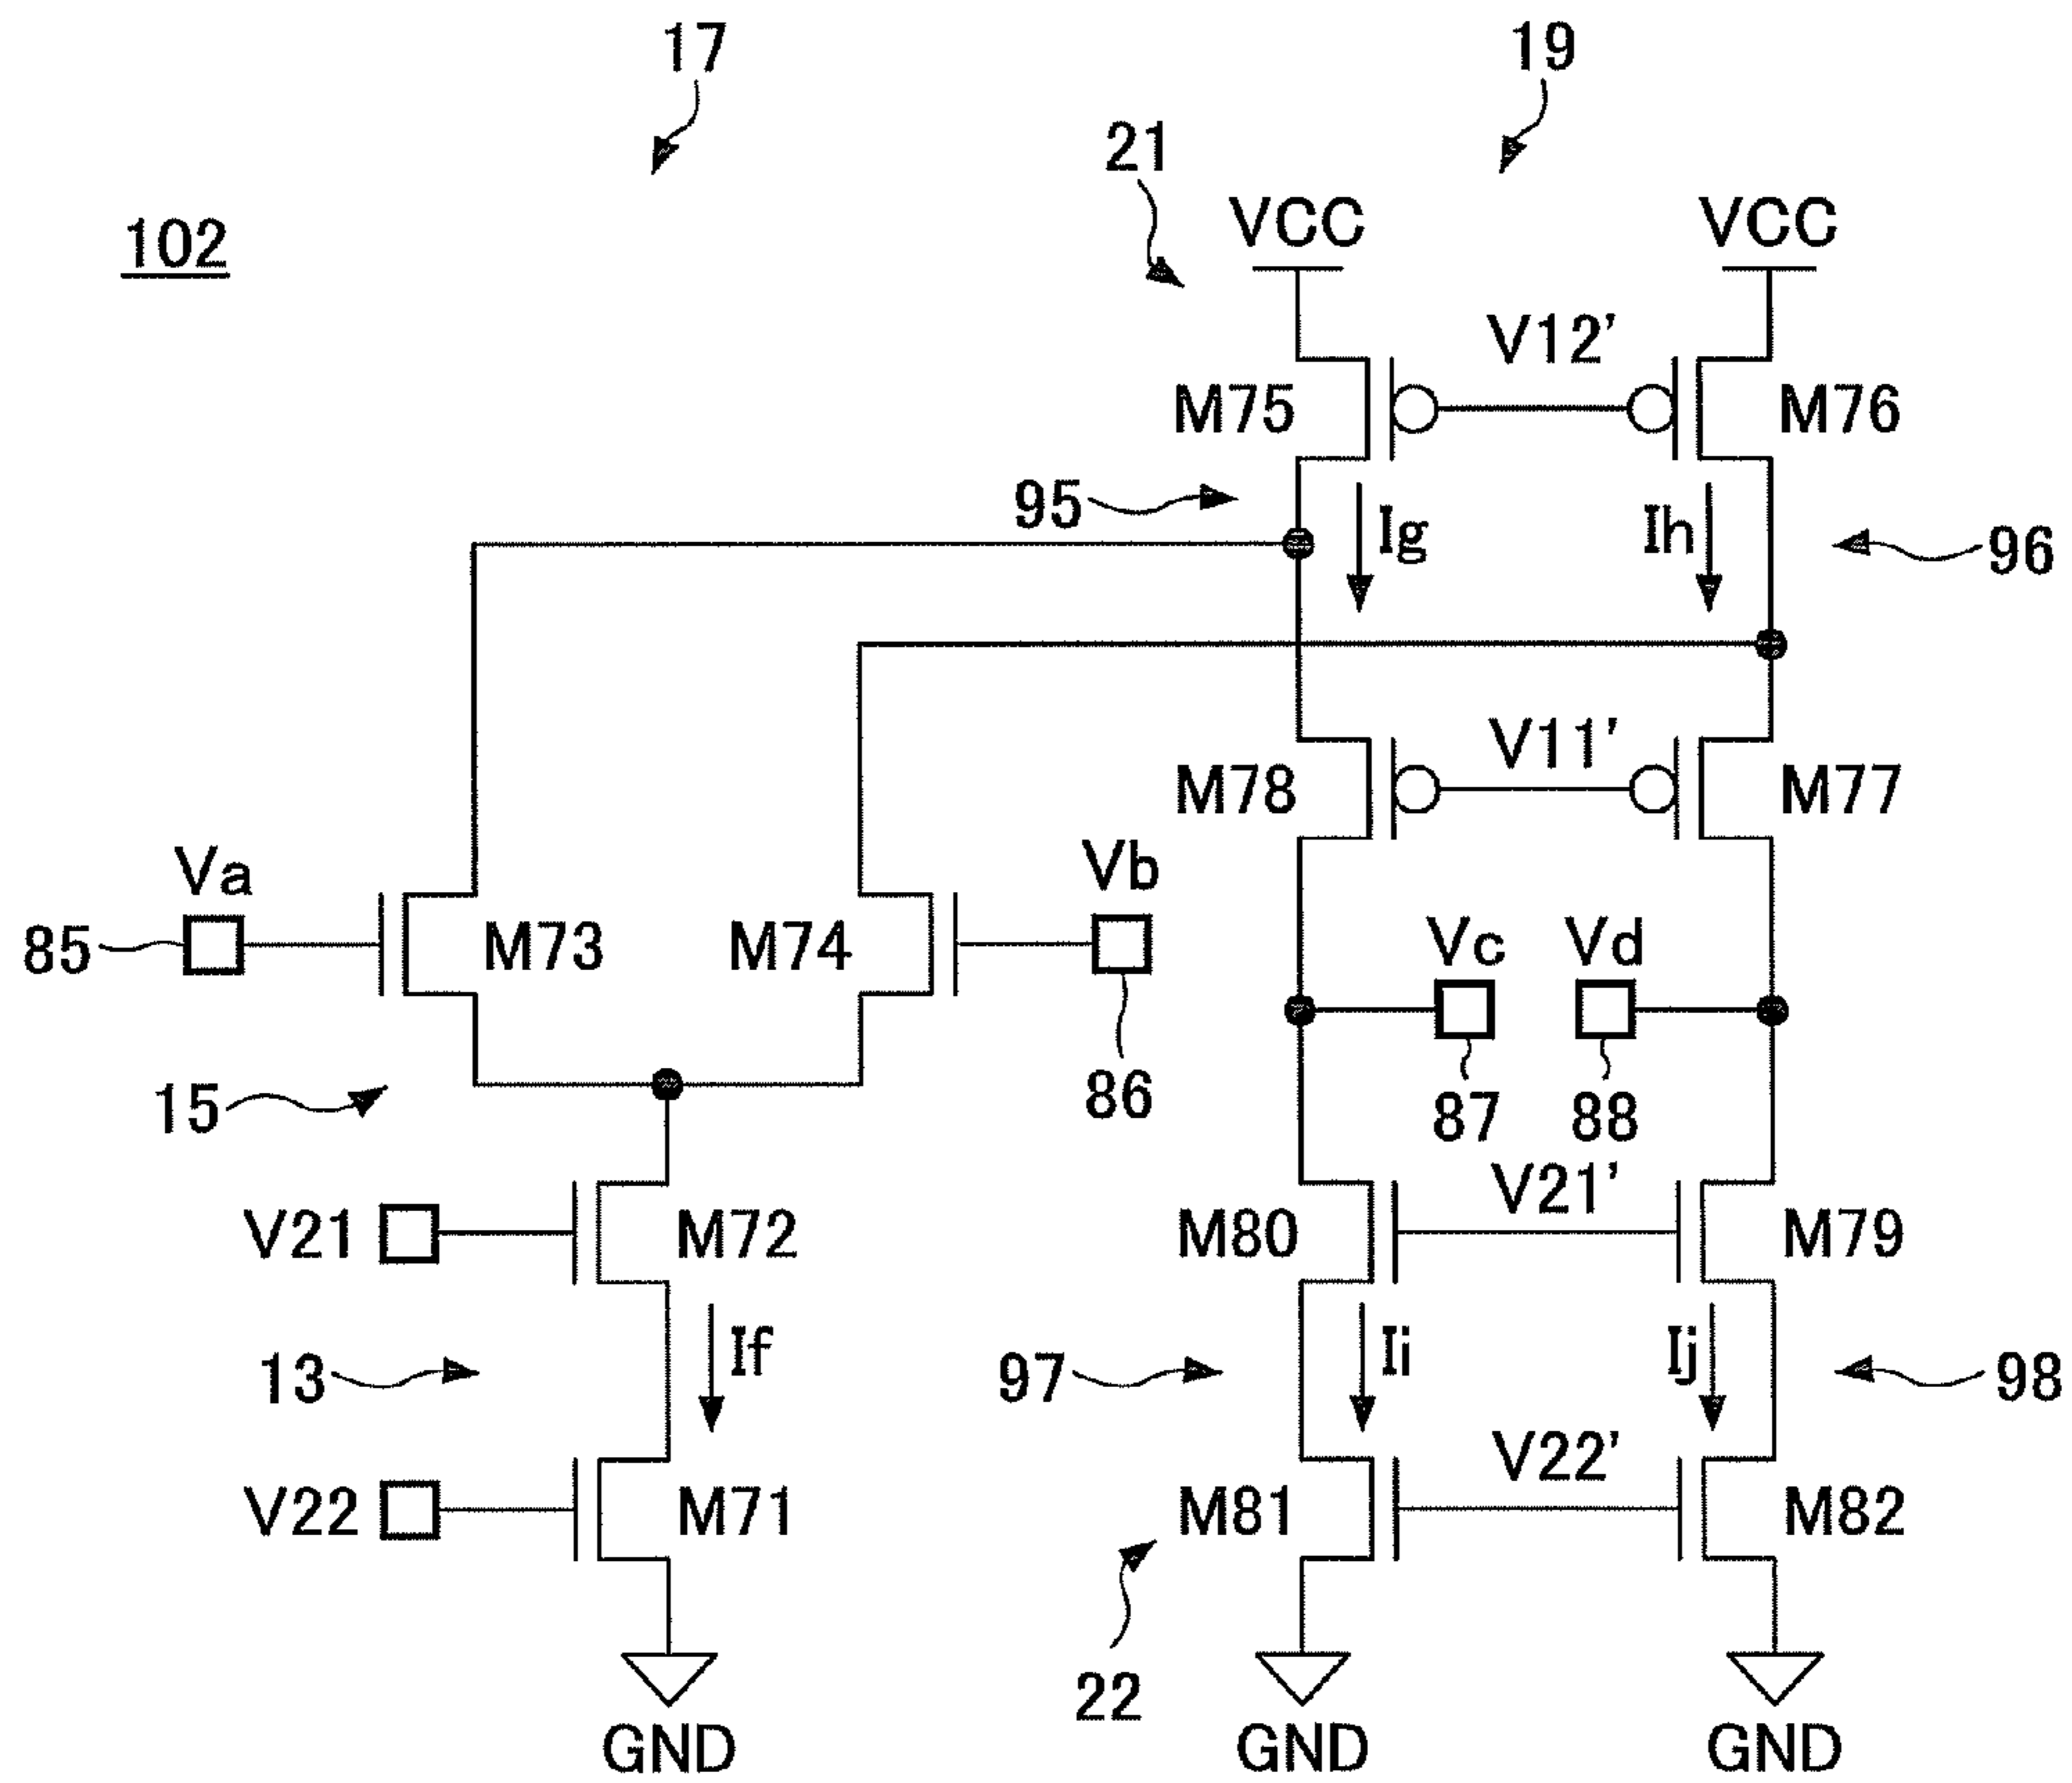 17
19
21
102
VCC
VCC
V12'
M75
M76
95
Ig
Ih
96
V11'
M78
M77
Va
Vb
85
M73
M74
Vc
Vd
15
86
87
88
V21
M72
M80
V21'
M79
13
If
97
Ii
Ij
98
V22
M71
M81
V22'
M82
22
GND
GND
GND